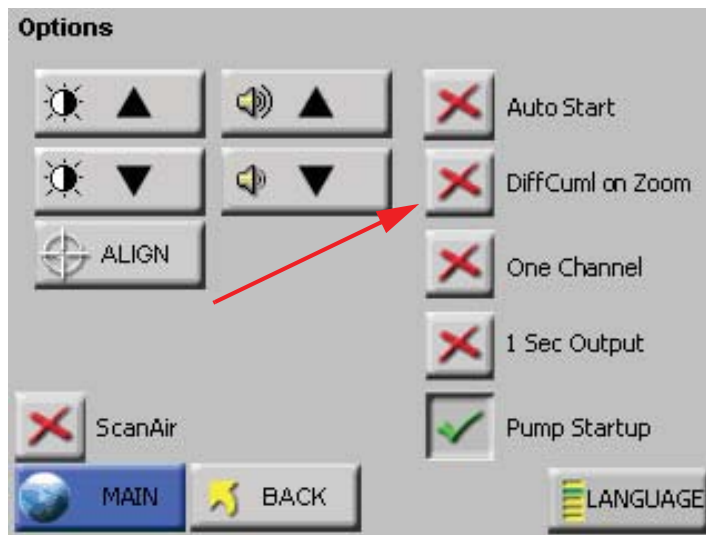 Options
Auto Start
DiffCuml on Zoom
ALIGN
One Channel
1 Sec Output
ScanAir
Pump Startup
MAIN
BACK
LANGUAGE